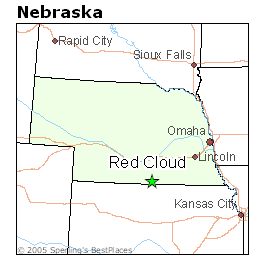 Nebraska
Rapid City
Sioux Falls
Omaha
Lincoln
Red Cloud
Kansas City
© 2005 Sperling's BestPlaces